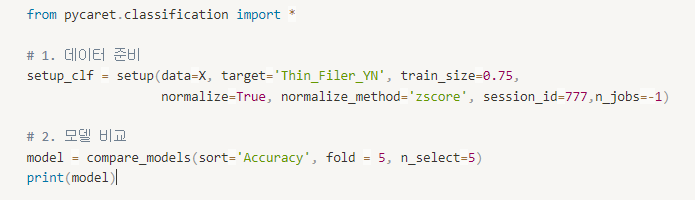 from pycaret.classification import *
# 1. 데이터 준비
setup_clf = setup(data=X, target='Thin_Filer_YN', train_size=0.75,
normalize=True, normalize_method='zscore', session_id=777,n_jobs=-1)
# 2. 모델 비교
model = compare_models(sort='Accuracy', fold = 5, n_select=5)
print(model)